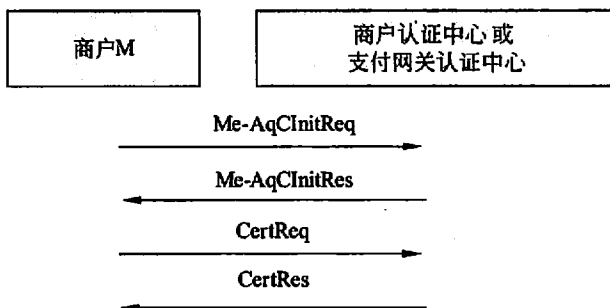 商户M
商户认证中心或
支付网关认证中心
Me-AqCInitReq
Me-AqCInitRes
CertReq
CertRes